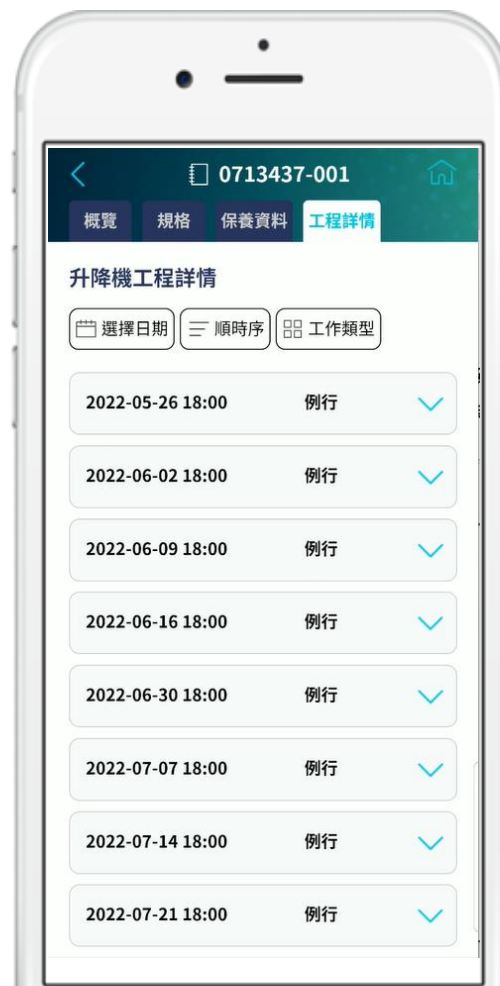 0713437-001
概覽 規格 保養資料 工程詳情
升降機工程詳情
選擇日期 順時序 工作類型
2022-05-26 18:00 例行
2022-06-02 18:00 例行
2022-06-09 18:00 例行
2022-06-16 18:00 例行
2022-06-30 18:00 例行
2022-07-07 18:00 例行
2022-07-14 18:00 例行
2022-07-21 18:00 例行